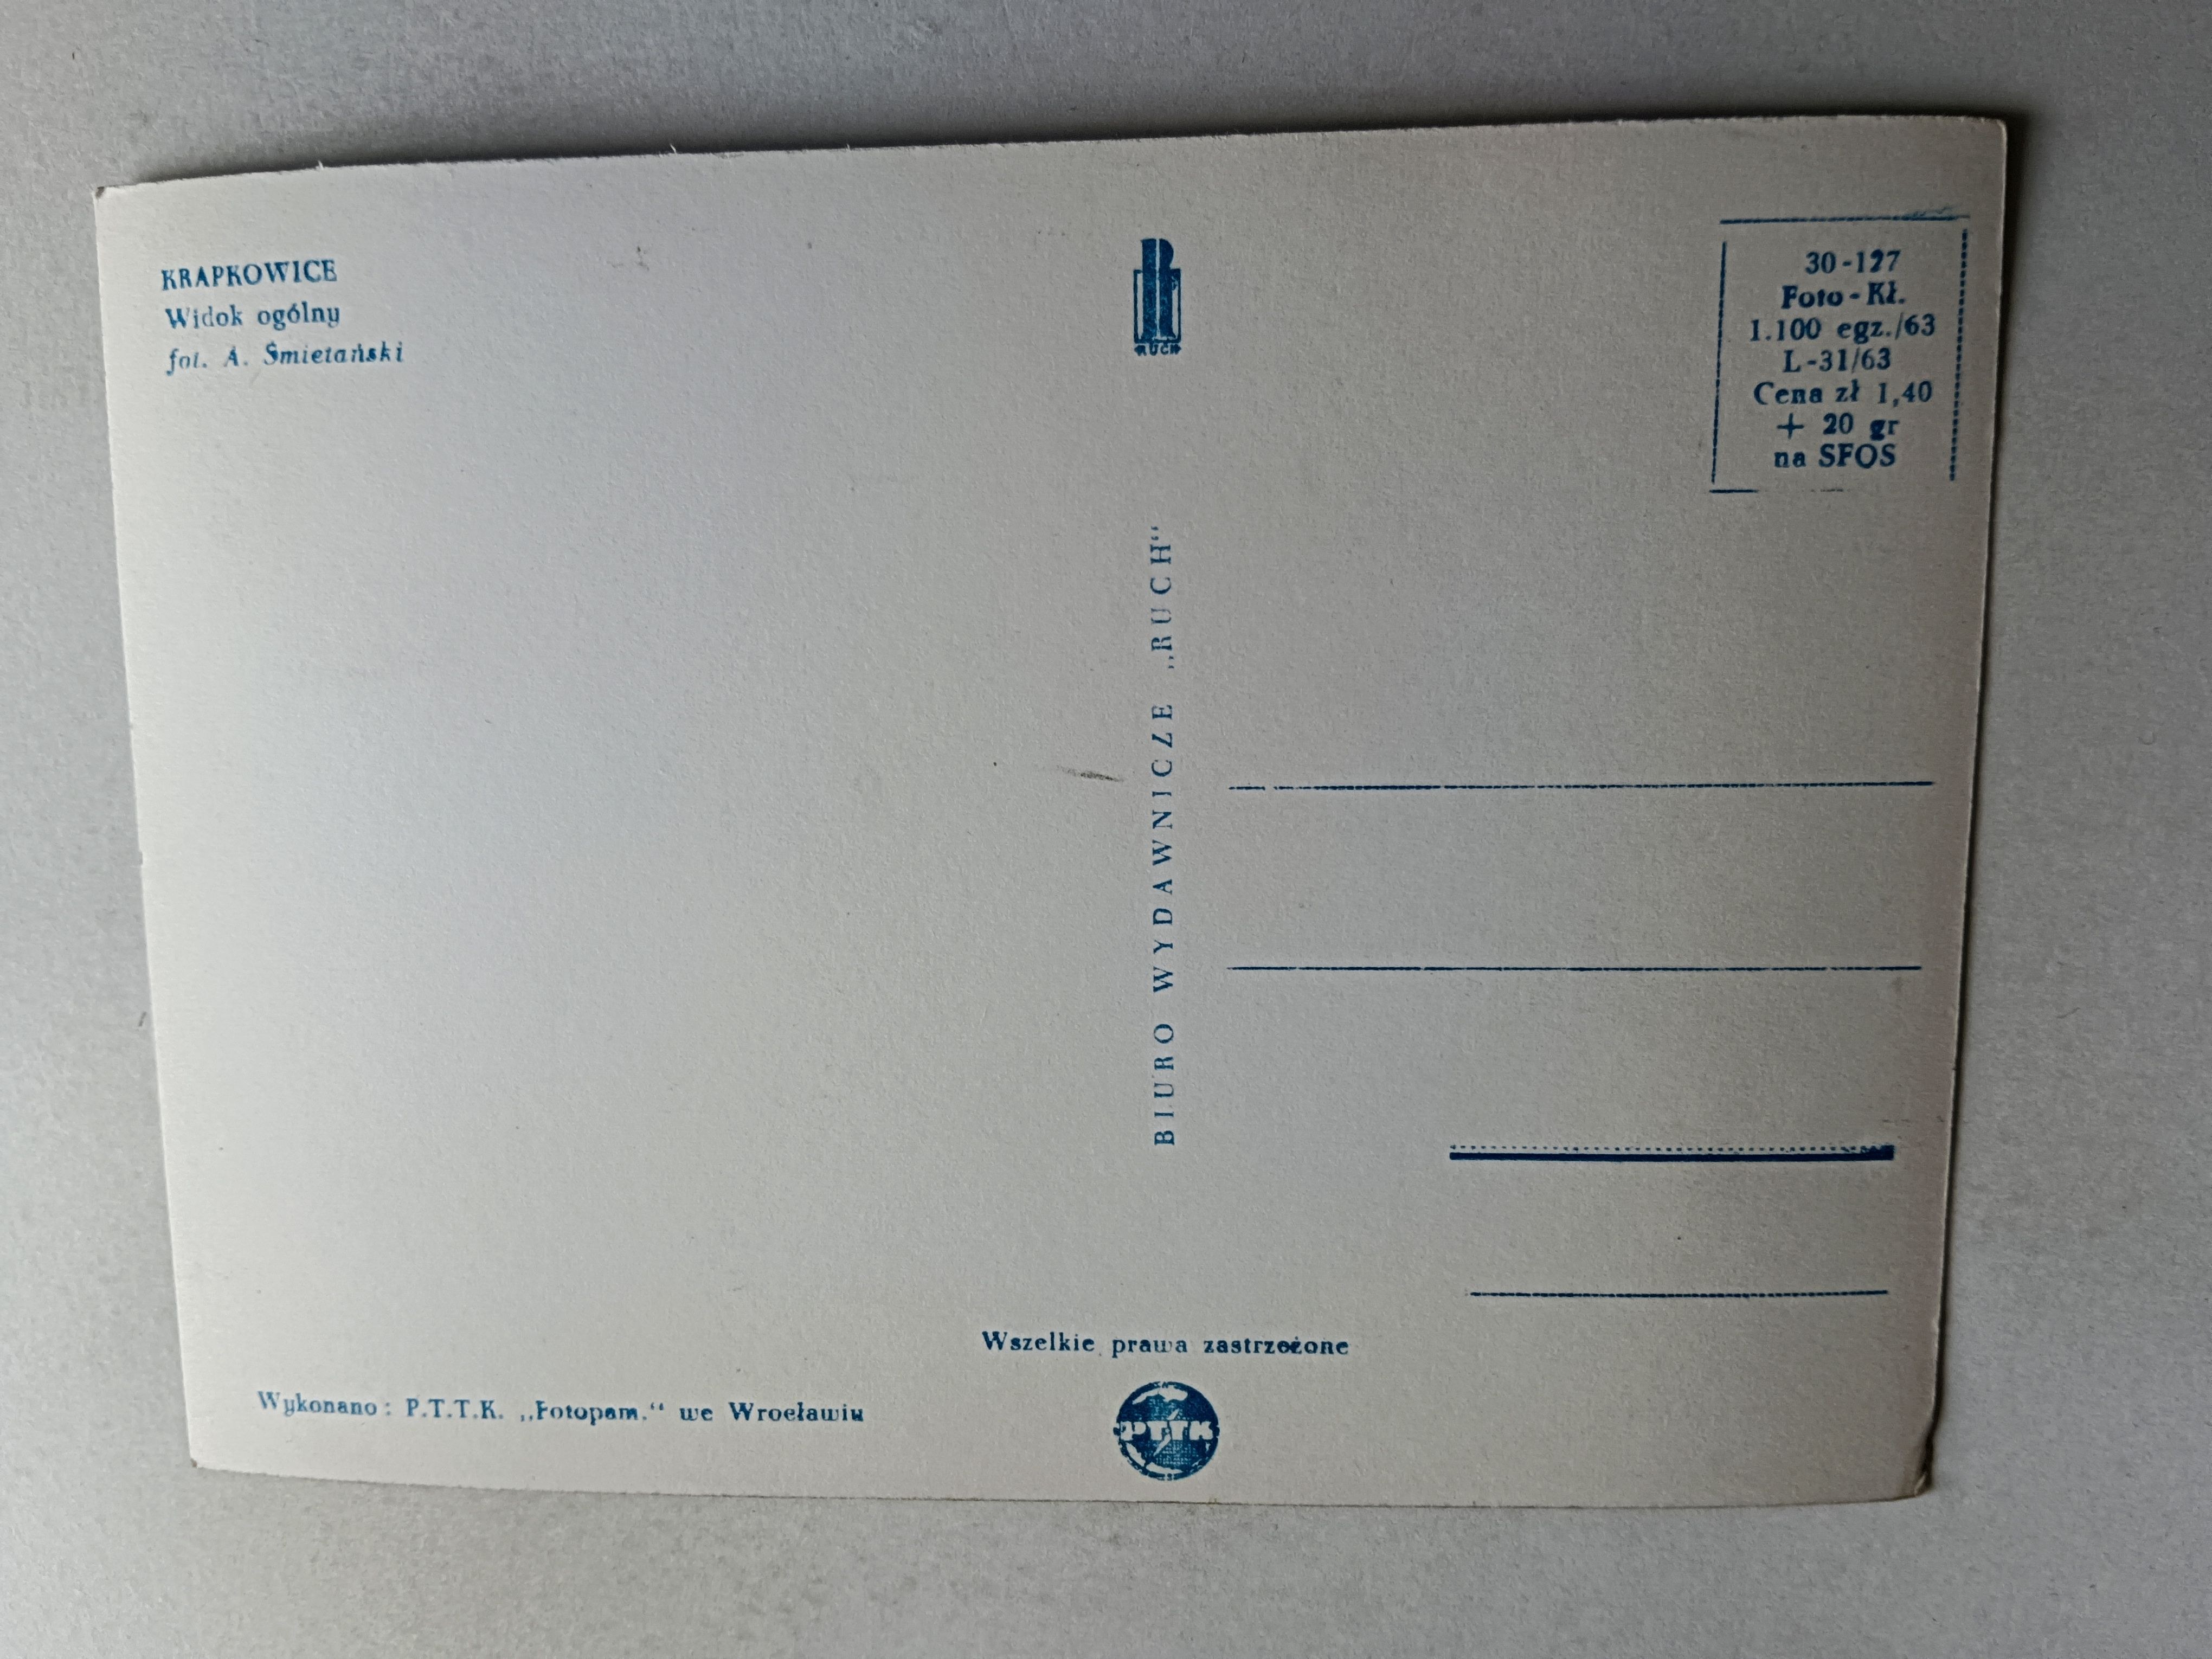 KRAPKOWICE
Widok ogólny
fot. A. Śmietański
RUCH
30-127
Foto-Kł.
1.100 egz./63
L-31/63
Cena zł 1,40
+ 20 gr
na SFOS
BIURO WYDAWNICZE „RUCH“
Wszelkie prawa zastrzeżone
Wykonano: P.T.T.K. „Fotopam.“ we Wrocławiu
PTTK